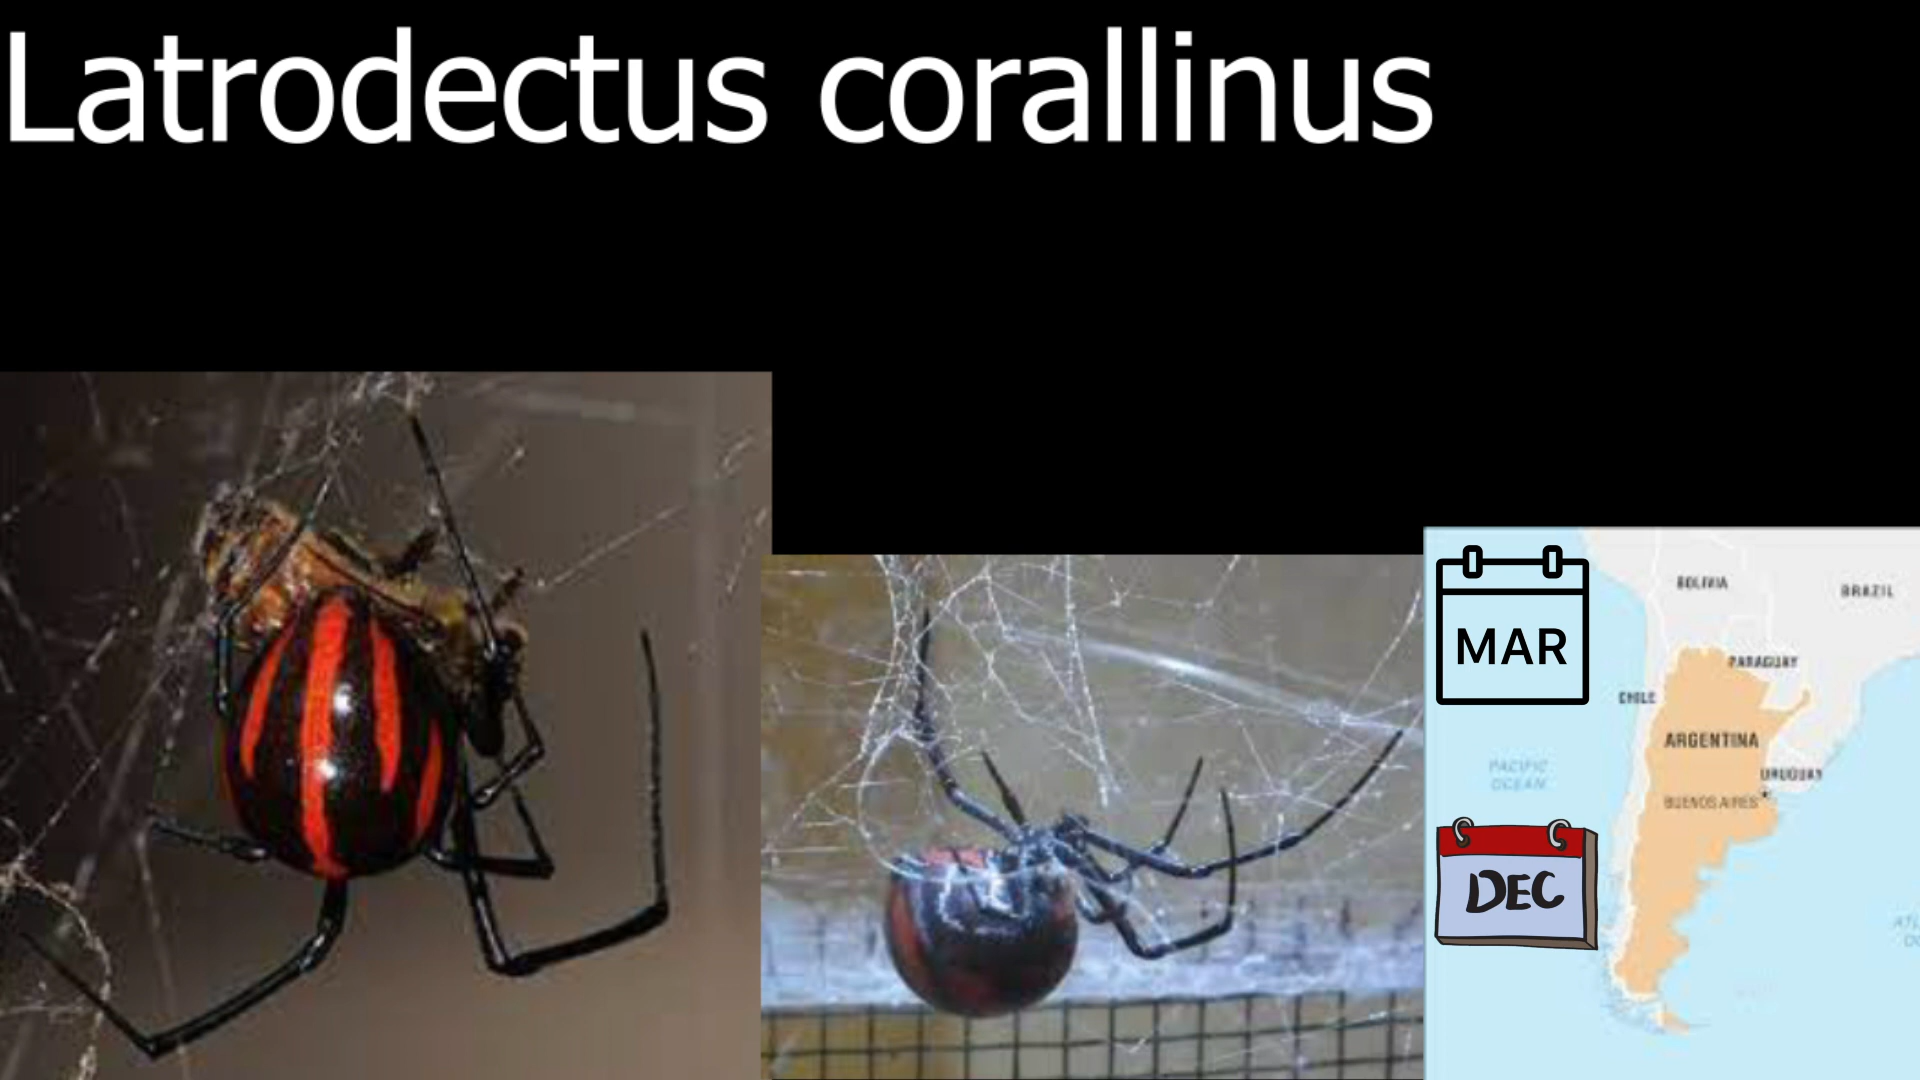 Latrodectus corallinus
MAR
BOLIVIA
BRAZIL
PARAGUAY
CHILE
ARGENTINA
PACIFIC
OCEAN
URUGUAY
BUENOS AIRES
DEC